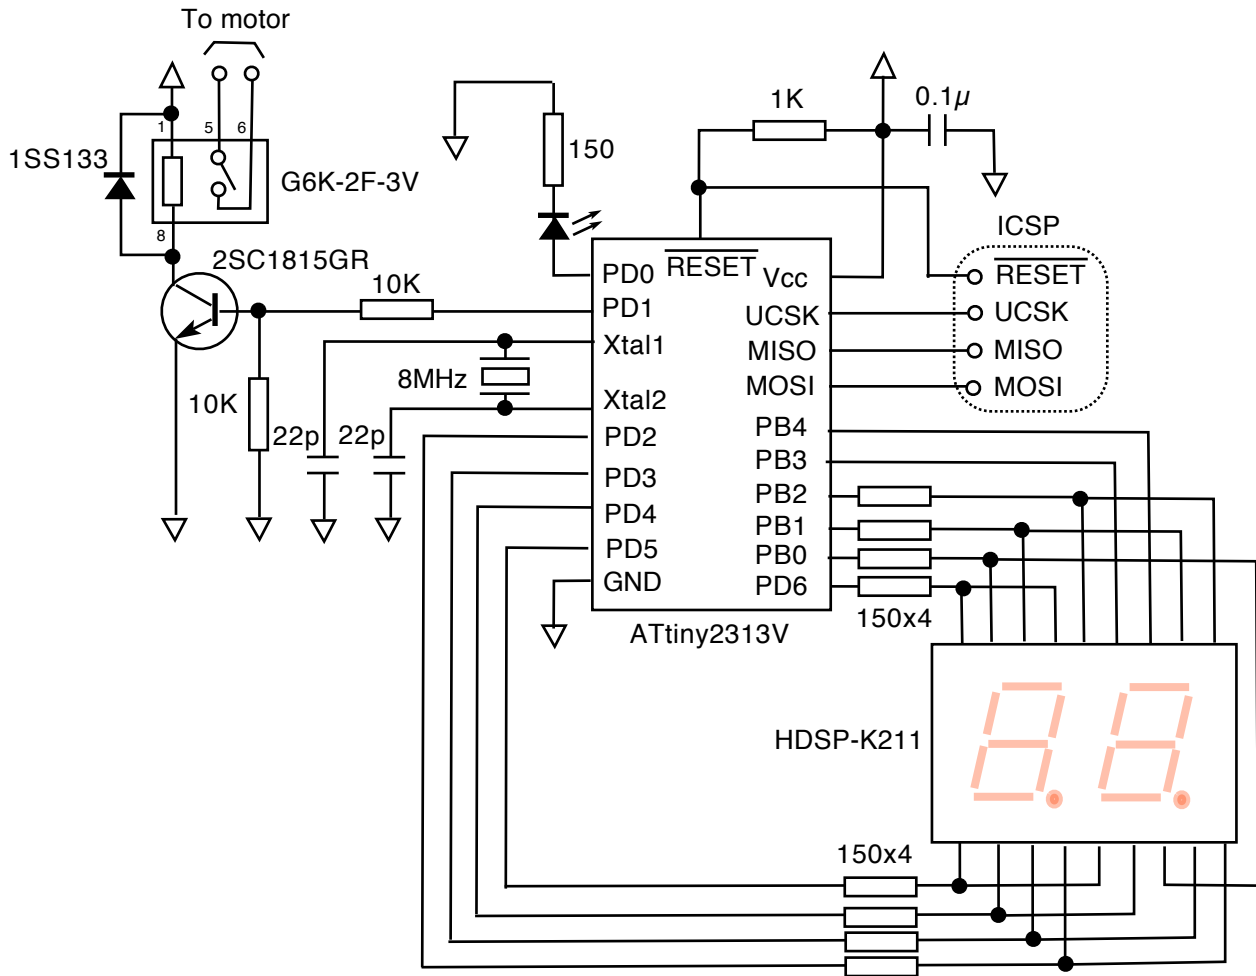 To motor
1
5
6
1SS133
G6K-2F-3V
8
2SC1815GR
10K
10K
22p
22p
8MHz
150
1K
0.1µ
RESET
PD0
PD1
Xtal1
Xtal2
PD2
PD3
PD4
PD5
GND
Vcc
UCSK
MISO
MOSI
PB4
PB3
PB2
PB1
PB0
PD6
ATtiny2313V
ICSP
RESET
UCSK
MISO
MOSI
150x4
HDSP-K211
8.8.
150x4